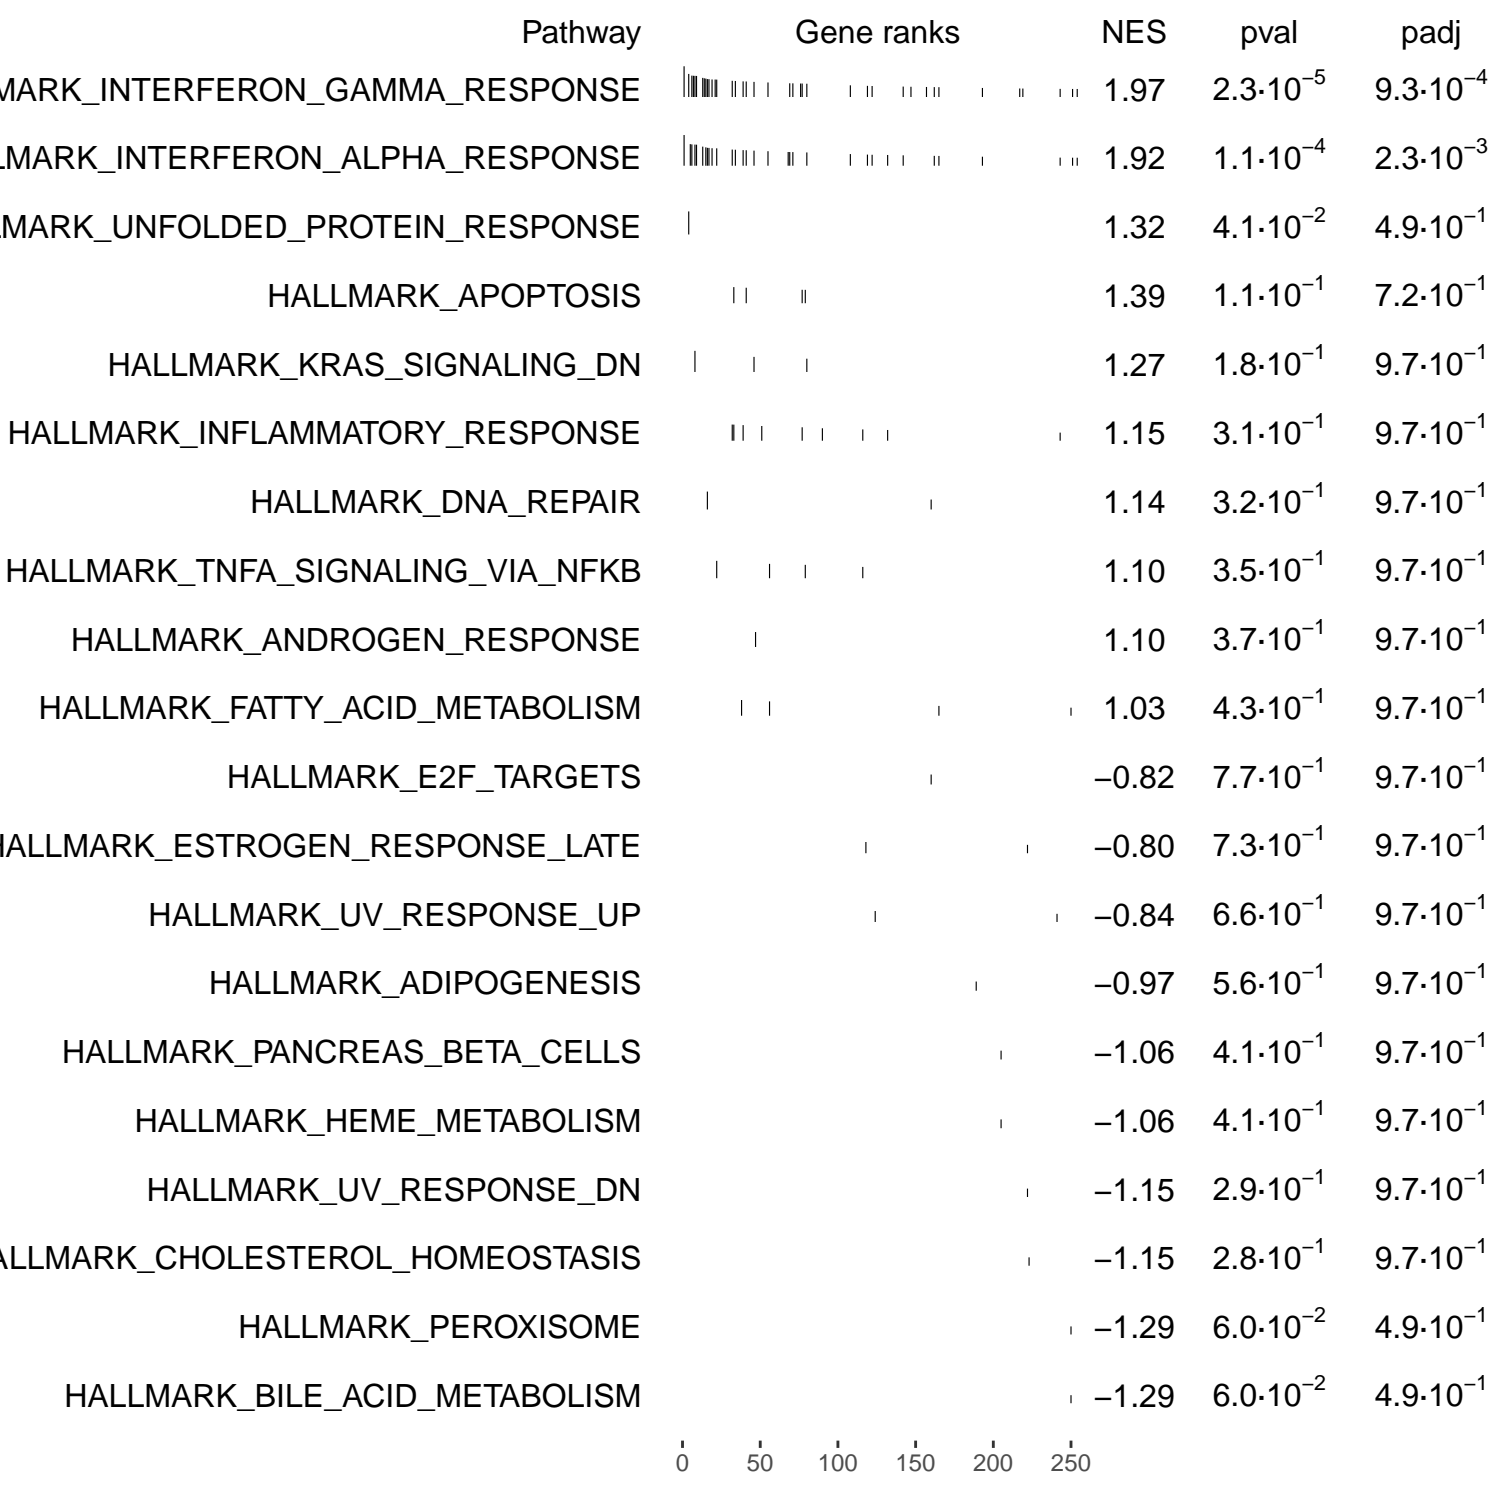 Pathway Gene ranks NES pval padj
MARK_INTERFERON_GAMMA_RESPONSE 1.97 2.3·10⁻⁵ 9.3·10⁻⁴
LMARK_INTERFERON_ALPHA_RESPONSE 1.92 1.1·10⁻⁴ 2.3·10⁻³
MARK_UNFOLDED_PROTEIN_RESPONSE 1.32 4.1·10⁻² 4.9·10⁻¹
HALLMARK_APOPTOSIS 1.39 1.1·10⁻¹ 7.2·10⁻¹
HALLMARK_KRAS_SIGNALING_DN 1.27 1.8·10⁻¹ 9.7·10⁻¹
HALLMARK_INFLAMMATORY_RESPONSE 1.15 3.1·10⁻¹ 9.7·10⁻¹
HALLMARK_DNA_REPAIR 1.14 3.2·10⁻¹ 9.7·10⁻¹
HALLMARK_TNFA_SIGNALING_VIA_NFKB 1.10 3.5·10⁻¹ 9.7·10⁻¹
HALLMARK_ANDROGEN_RESPONSE 1.10 3.7·10⁻¹ 9.7·10⁻¹
HALLMARK_FATTY_ACID_METABOLISM 1.03 4.3·10⁻¹ 9.7·10⁻¹
HALLMARK_E2F_TARGETS −0.82 7.7·10⁻¹ 9.7·10⁻¹
HALLMARK_ESTROGEN_RESPONSE_LATE −0.80 7.3·10⁻¹ 9.7·10⁻¹
HALLMARK_UV_RESPONSE_UP −0.84 6.6·10⁻¹ 9.7·10⁻¹
HALLMARK_ADIPOGENESIS −0.97 5.6·10⁻¹ 9.7·10⁻¹
HALLMARK_PANCREAS_BETA_CELLS −1.06 4.1·10⁻¹ 9.7·10⁻¹
HALLMARK_HEME_METABOLISM −1.06 4.1·10⁻¹ 9.7·10⁻¹
HALLMARK_UV_RESPONSE_DN −1.15 2.9·10⁻¹ 9.7·10⁻¹
ALLMARK_CHOLESTEROL_HOMEOSTASIS −1.15 2.8·10⁻¹ 9.7·10⁻¹
HALLMARK_PEROXISOME −1.29 6.0·10⁻² 4.9·10⁻¹
HALLMARK_BILE_ACID_METABOLISM −1.29 6.0·10⁻² 4.9·10⁻¹
0 50 100 150 200 250